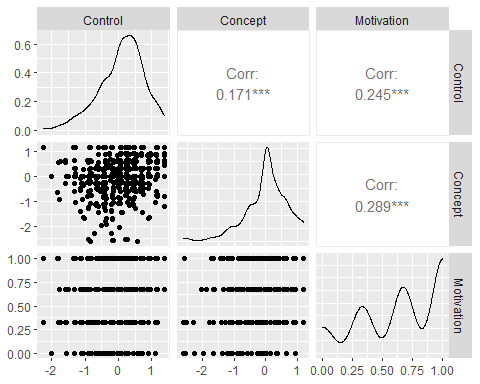 Control Concept Motivation
0.6
0.4
0.2
0.0
Corr:
0.171***
Corr:
0.245***
Control
1
0
-1
-2
Corr:
0.289***
Concept
1.00
0.75
0.50
0.25
0.00
Motivation
-2 -1 0 1 -2 -1 0 1 0.00 0.25 0.50 0.75 1.00